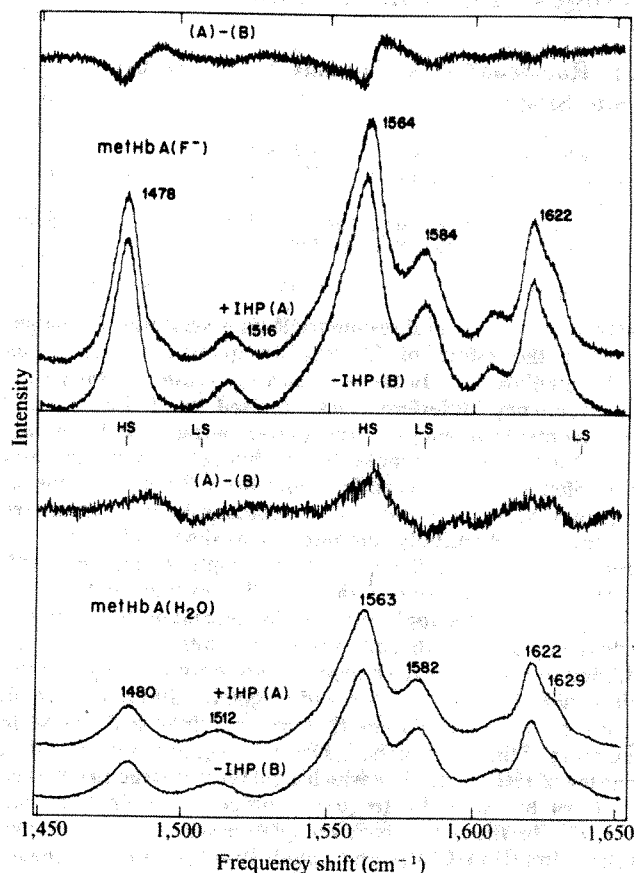 (A)-(B)
metHbA(F⁻)
1478
1516
1564
1584
1622
+IHP(A)
-IHP(B)
Intensity
HS
LS
HS
LS
LS
(A)-(B)
metHbA(H₂O)
1480
1512
1563
1582
1622
1629
+IHP(A)
-IHP(B)
1,450
1,500
1,550
1,600
1,650
Frequency shift (cm⁻¹)